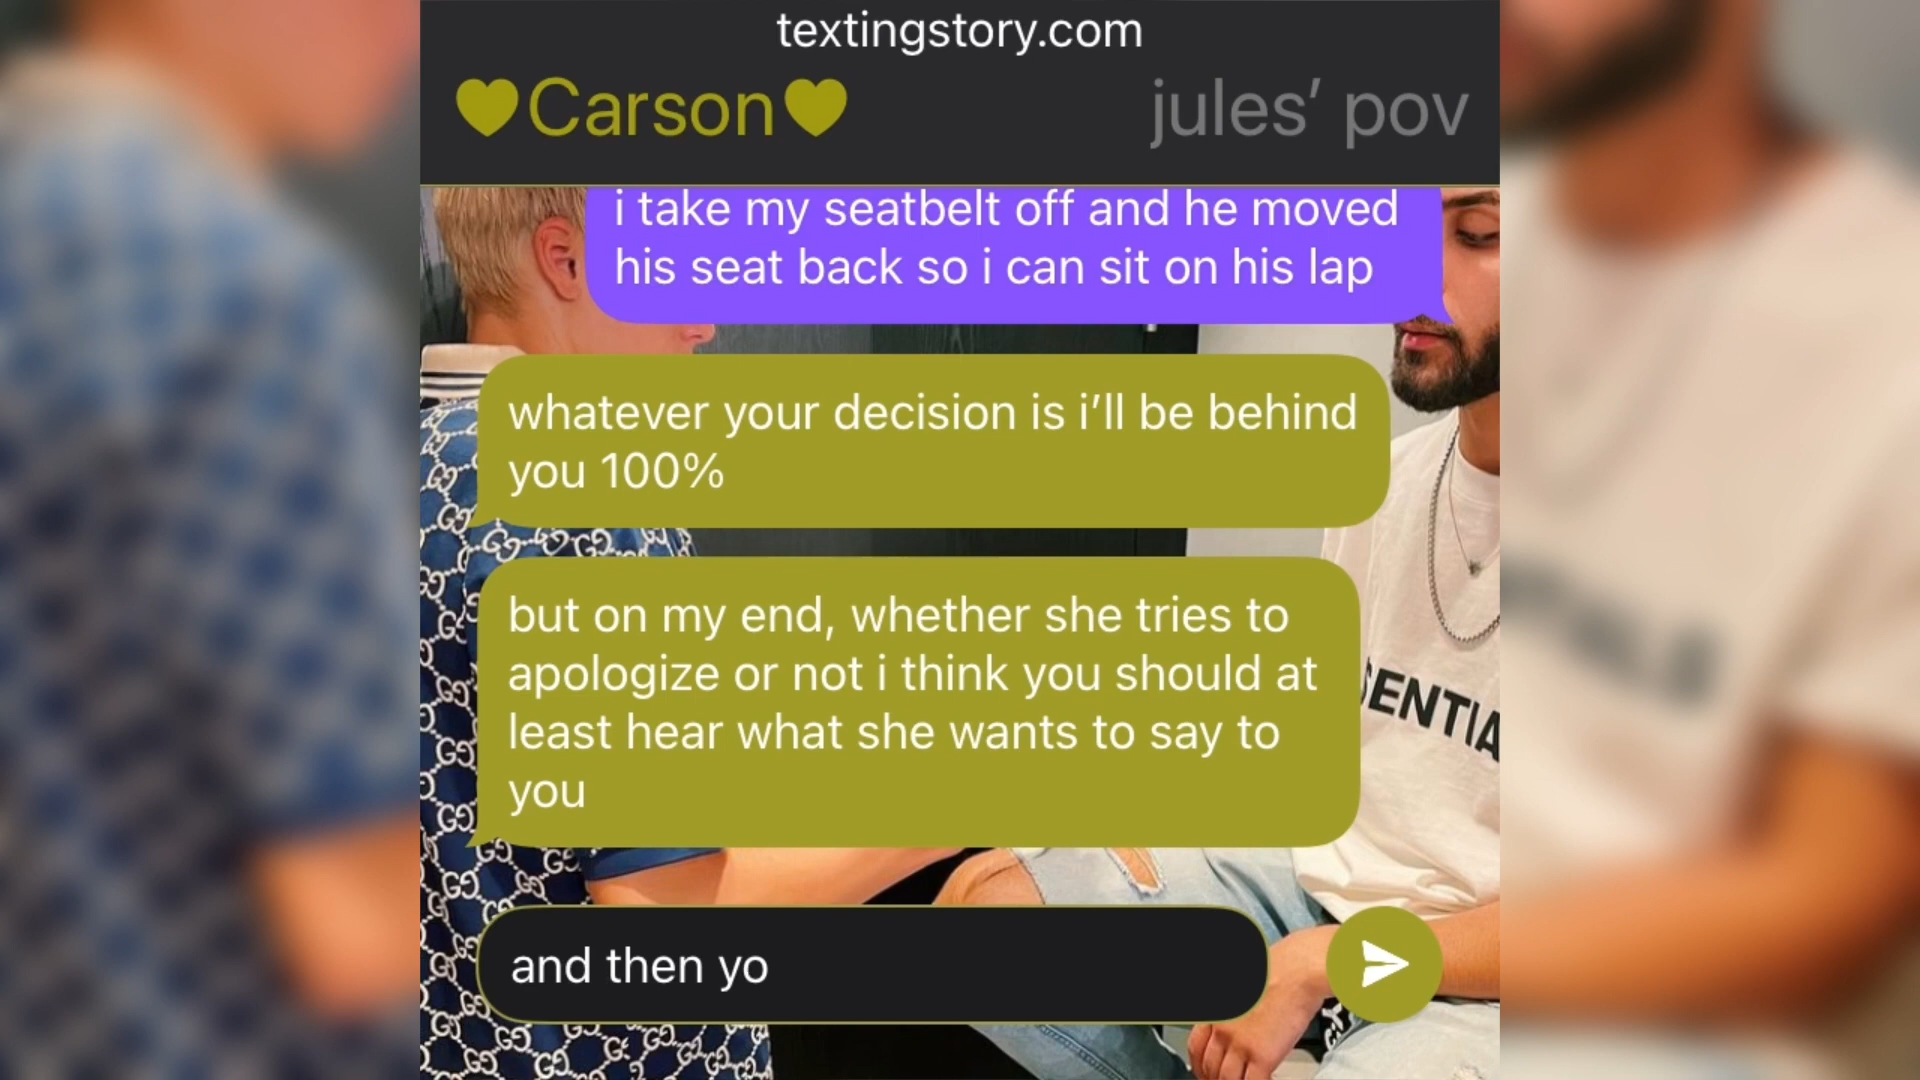 textingstory.com
♥Carson♥ jules’ pov
i take my seatbelt off and he moved
his seat back so i can sit on his lap
whatever your decision is i’ll be behind
you 100%
but on my end, whether she tries to
apologize or not i think you should at
least hear what she wants to say to
you
and then yo